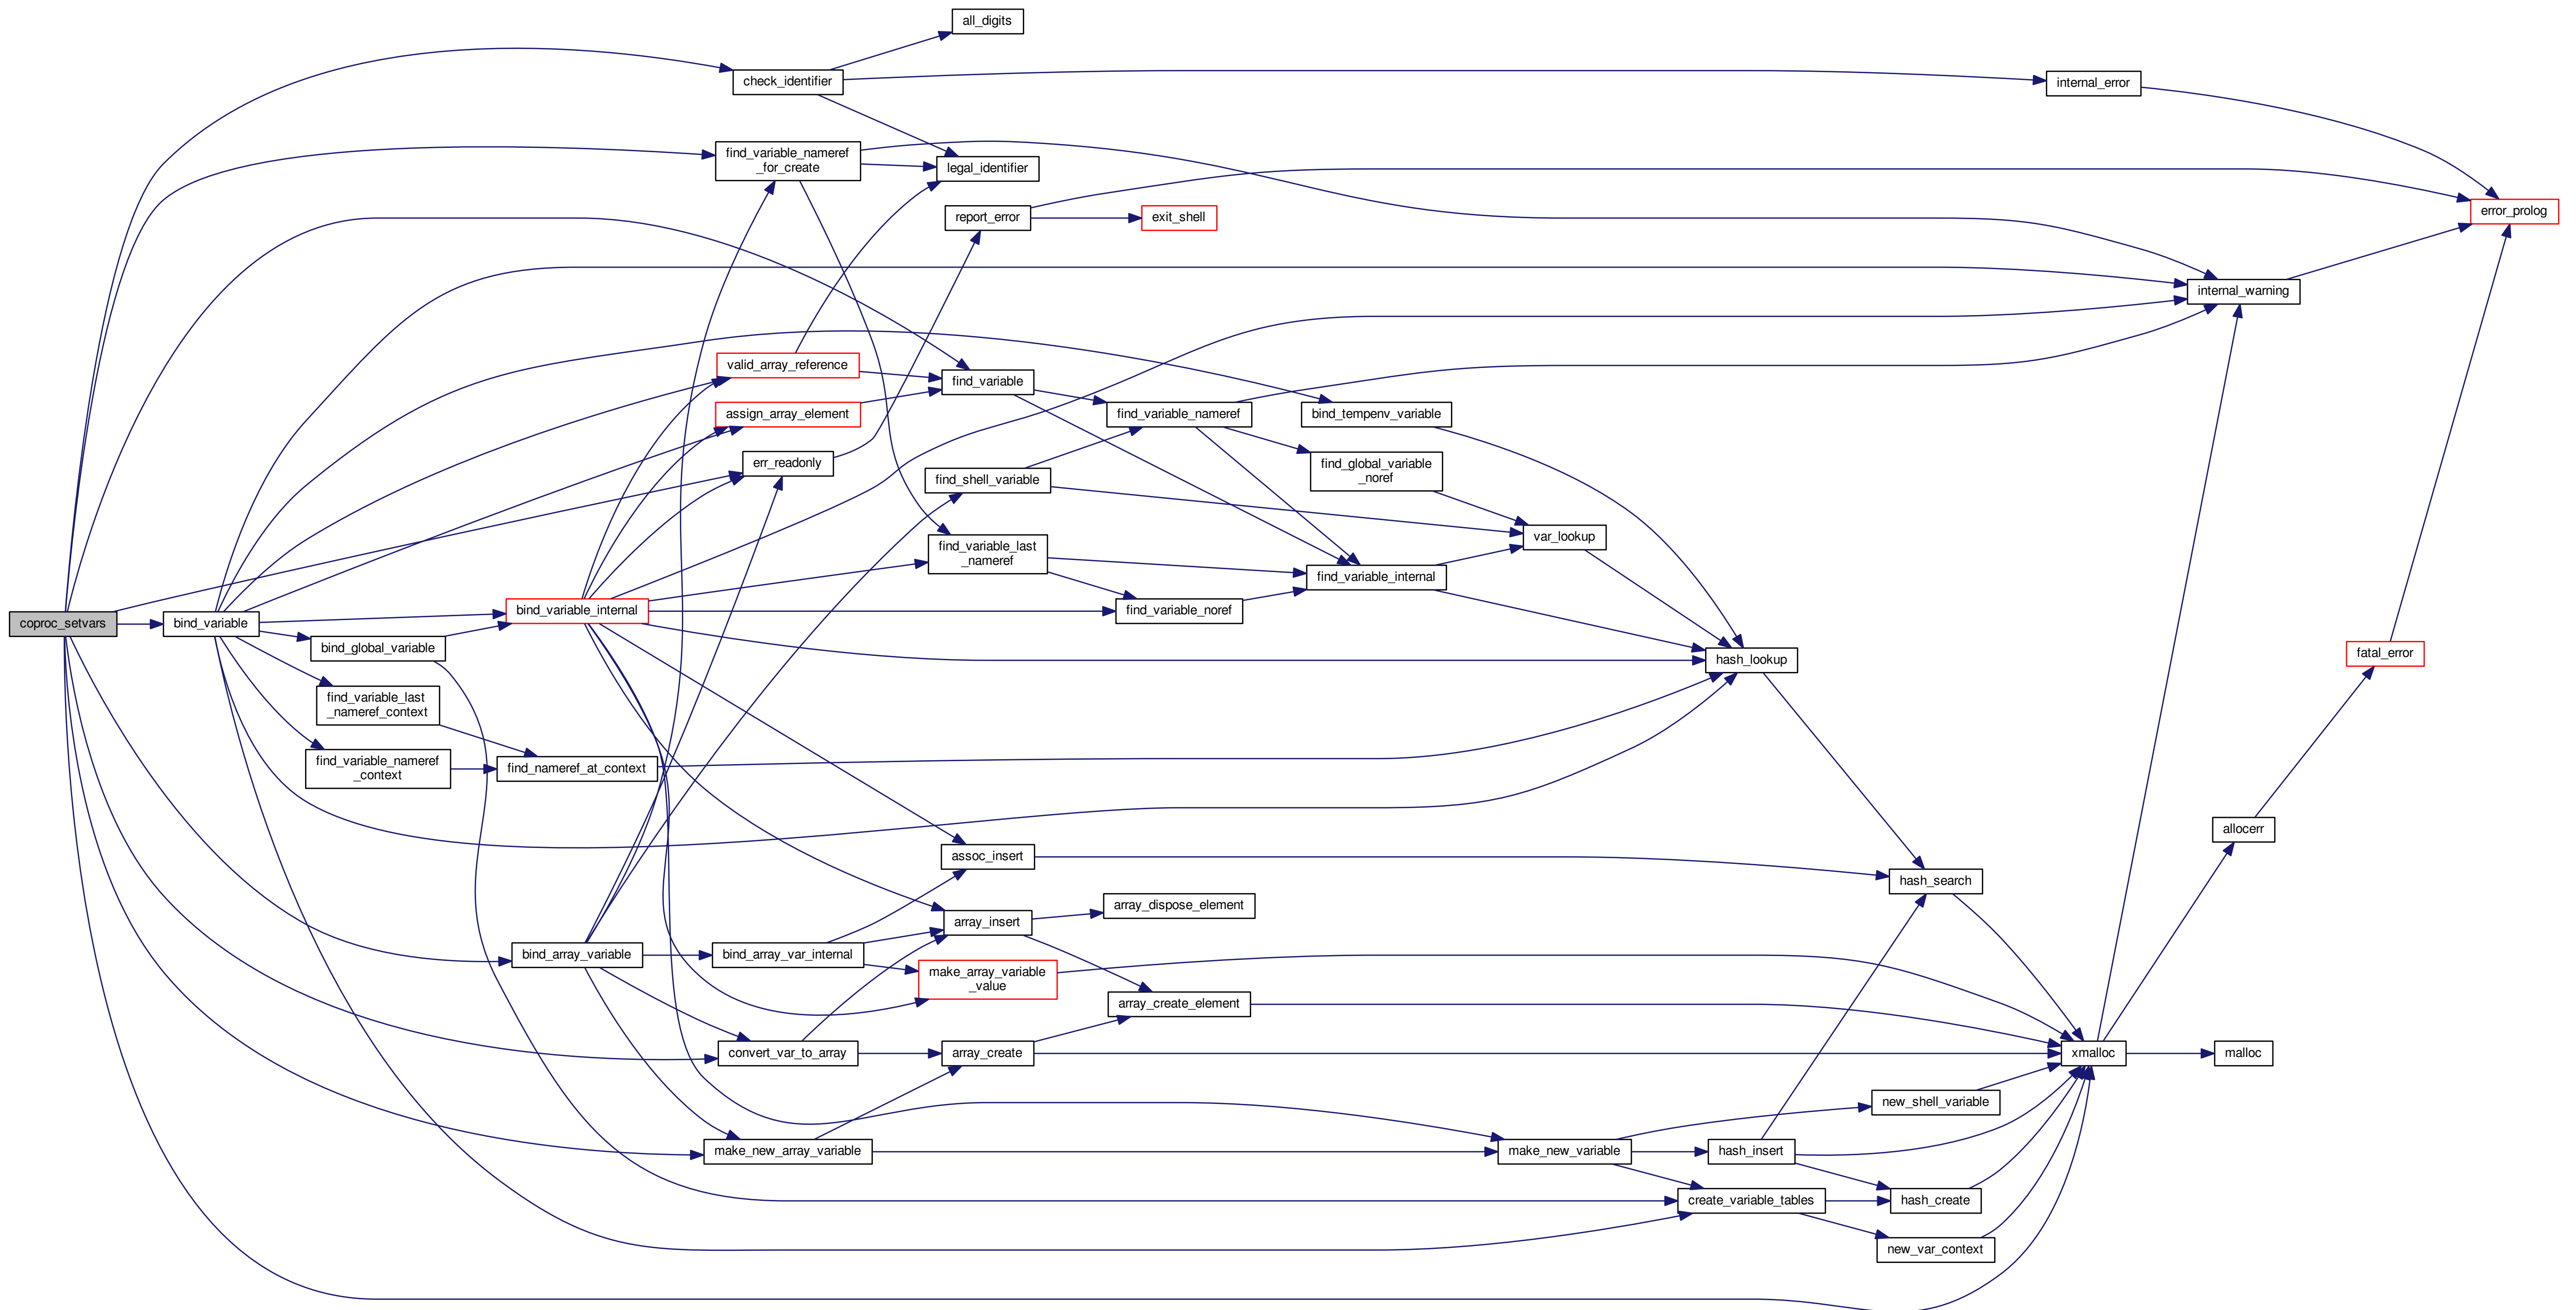 all_digits
check_identifier
internal_error
find_variable_nameref
_for_create
legal_identifier
report_error
exit_shell
error_prolog
internal_warning
valid_array_reference
find_variable
assign_array_element
find_variable_nameref
bind_tempenv_variable
err_readonly
find_global_variable
_noref
find_shell_variable
var_lookup
find_variable_last
_nameref
find_variable_internal
coproc_setvars
bind_variable
bind_variable_internal
find_variable_noref
bind_global_variable
hash_lookup
fatal_error
find_variable_last
_nameref_context
find_variable_nameref
_context
find_nameref_at_context
allocerr
assoc_insert
hash_search
array_dispose_element
array_insert
bind_array_variable
bind_array_var_internal
make_array_variable
_value
array_create_element
convert_var_to_array
array_create
xmalloc
malloc
new_shell_variable
make_new_array_variable
make_new_variable
hash_insert
create_variable_tables
hash_create
new_var_context